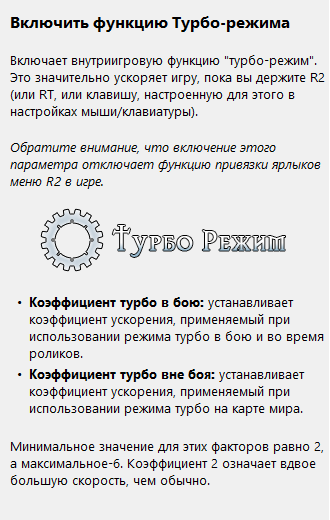 Включить функцию Турбо-режима
Включает внутриигровую функцию "турбо-режим".
Это значительно ускоряет игру, пока вы держите R2
(или RT, или клавишу, настроенную для этого в
настройках мыши/клавиатуры).
Обратите внимание, что включение этого
параметра отключает функцию привязки ярлыков
меню R2 в игре.
Турбо Режим
• Коэффициент турбо в бою: устанавливает
коэффициент ускорения, применяемый при
использовании режима турбо в бою и во время
роликов.
• Коэффициент турбо вне боя: устанавливает
коэффициент ускорения, применяемый при
использовании режима турбо на карте мира.
Минимальное значение для этих факторов равно 2,
а максимальное-6. Коэффициент 2 означает вдвое
большую скорость, чем обычно.